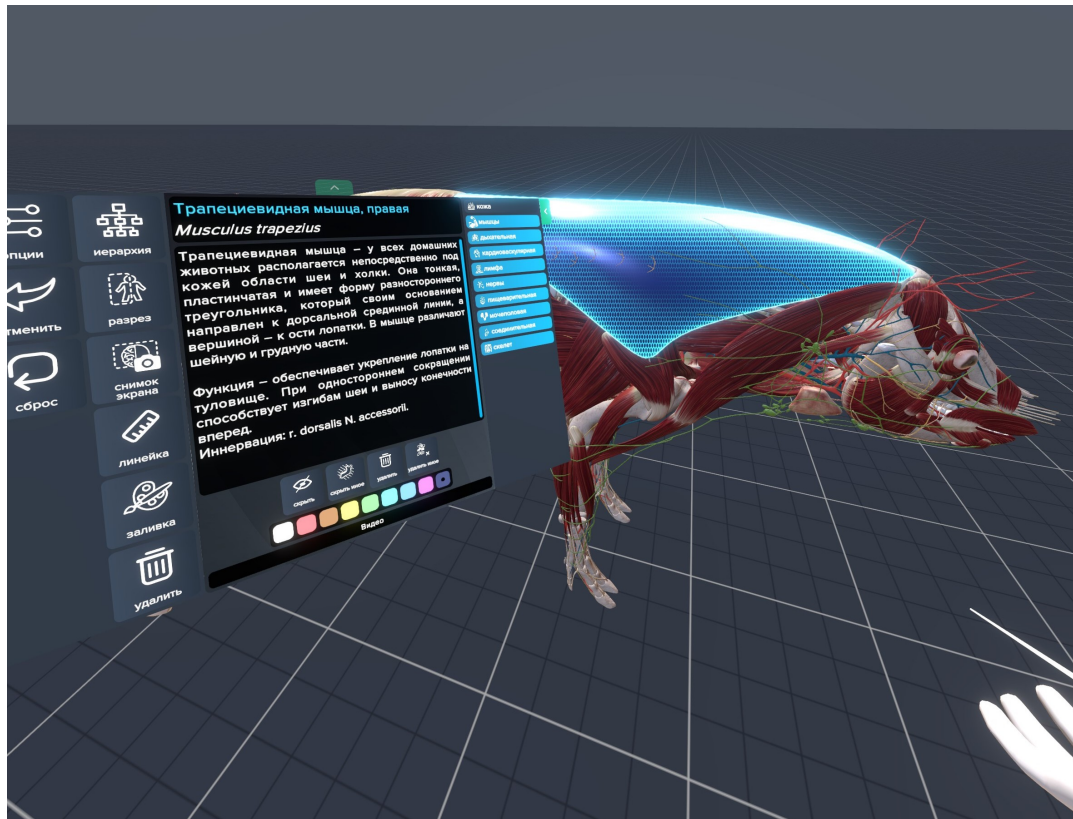 опции
отменить
сброс
иерархия
разрез
снимок
экрана
линейка
заливка
удалить
Трапециевидная мышца, правая
Musculus trapezius
Трапециевидная мышца — у всех домашних
животных располагается непосредственно под
кожей области шеи и холки. Она тонкая,
пластинчатая и имеет форму разностороннего
треугольника, который своим основанием
направлен к дорсальной срединной линии, а
вершиной — к ости лопатки. В мышце различают
шейную и грудную части.
Функция — обеспечивает укрепление лопатки на
туловище. При одностороннем сокращении
способствует изгибам шеи и выносу конечности
вперед.
Иннервация: r. dorsalis N. accessorii.
скрыть
скрыть иное
удалить
удалить иное
Видео
кожа
мышцы
дыхательная
кардиоваскулярная
лимфа
нервы
пищеварительная
мочеполовая
соединительная
скелет